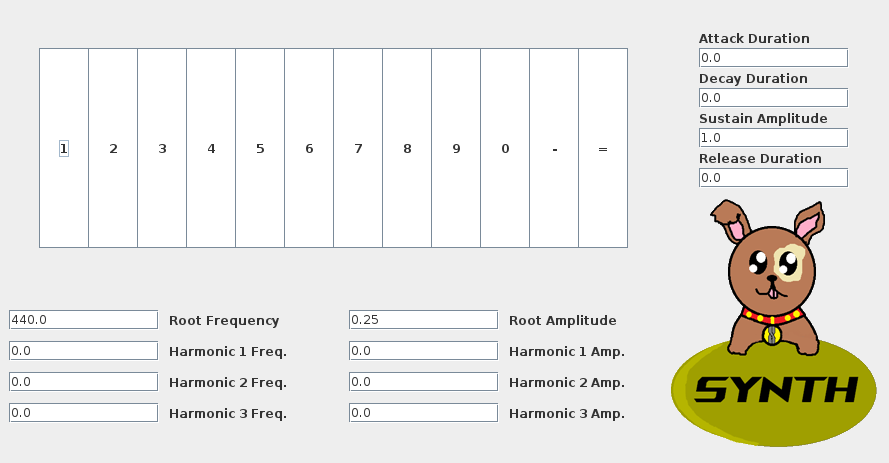 1 2 3 4 5 6 7 8 9 0 - =
Attack Duration
0.0
Decay Duration
0.0
Sustain Amplitude
1.0
Release Duration
0.0
440.0 Root Frequency 0.25 Root Amplitude
0.0 Harmonic 1 Freq. 0.0 Harmonic 1 Amp.
0.0 Harmonic 2 Freq. 0.0 Harmonic 2 Amp.
0.0 Harmonic 3 Freq. 0.0 Harmonic 3 Amp.
SYNTH